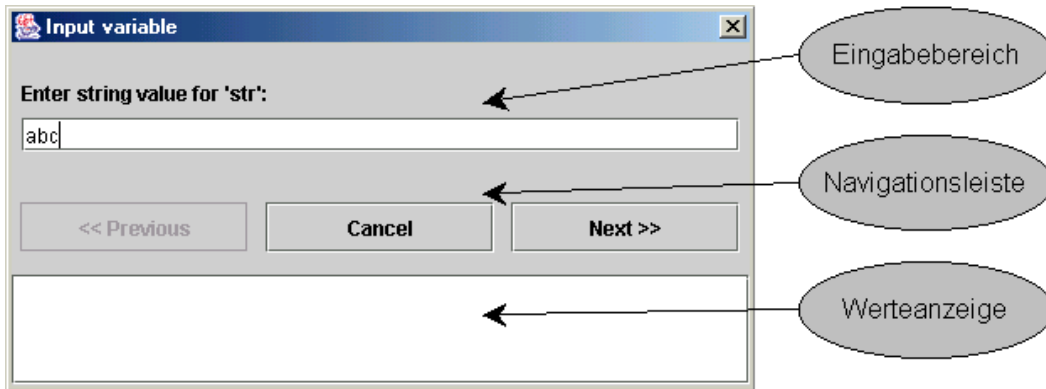 Input variable
Eingabebereich
Enter string value for 'str':
abc
Navigationsleiste
<< Previous
Cancel
Next >>
Werteanzeige